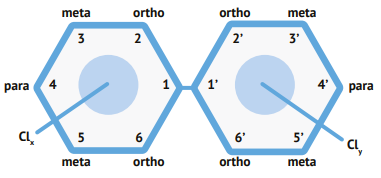 meta ortho ortho meta
3 2 2' 3'
para 4 1 1' 4' para
5 6 6' 5'
Clx Cly
meta ortho ortho meta